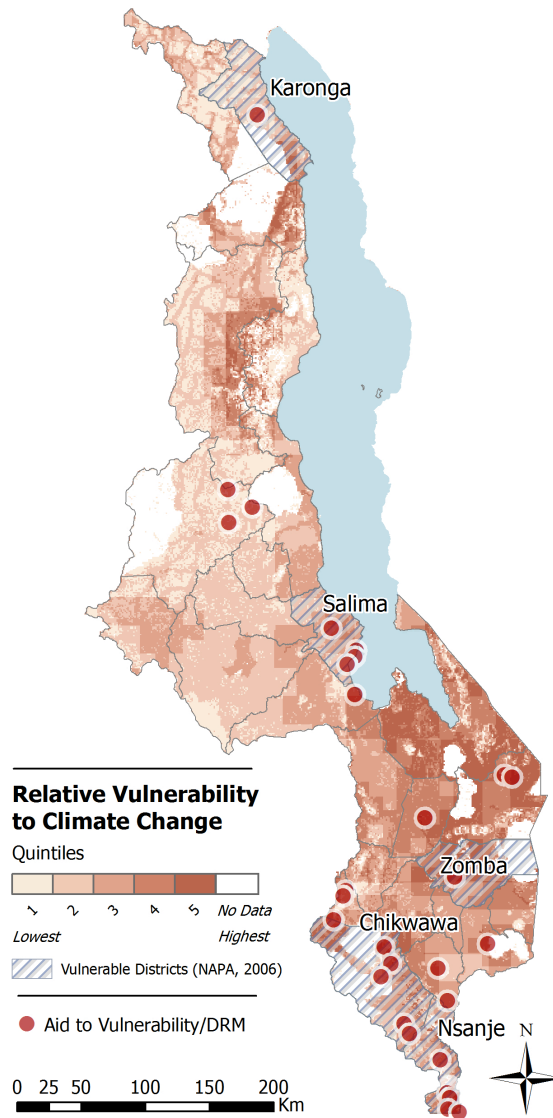 Karonga
Salima
Zomba
Chikwawa
Nsanje
Relative Vulnerability
to Climate Change
Quintiles
1 2 3 4 5 No Data
Lowest Highest
Vulnerable Districts (NAPA, 2006)
Aid to Vulnerability/DRM
N
0 25 50 100 150 200
Km